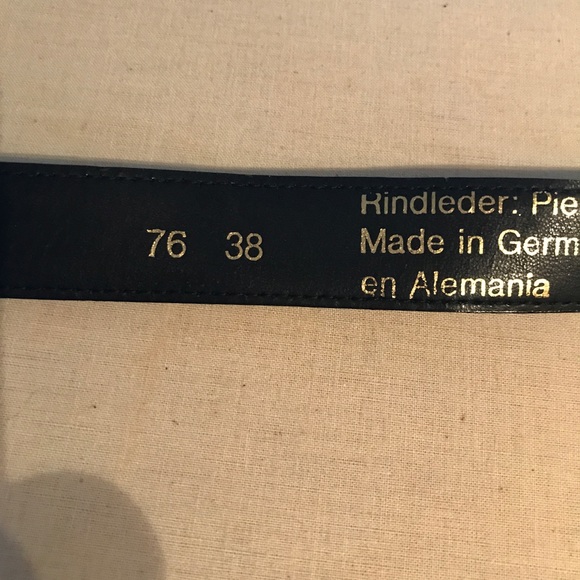 76 38
Rindleder: Pie
Made in Germ
en Alemania